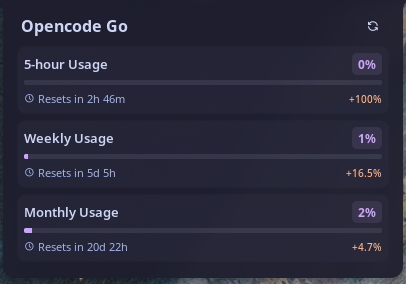 Opencode Go
5-hour Usage 0%
Resets in 2h 46m +100%
Weekly Usage 1%
Resets in 5d 5h +16.5%
Monthly Usage 2%
Resets in 20d 22h +4.7%